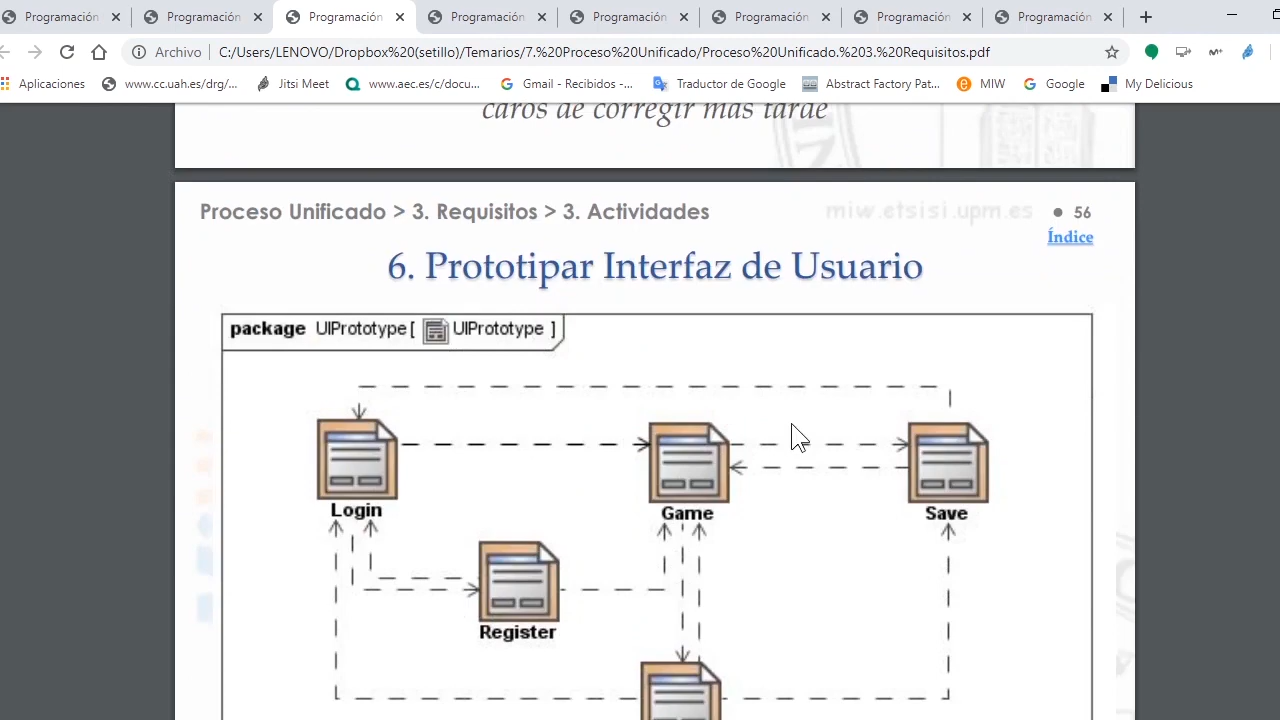 Programación
Programación
Programación
Programación
Programación
Programación
Programación
Programación
Archivo C:/Users/LENOVO/Dropbox%20(setillo)/Temarios/7.%20Proceso%20Unificado/Proceso%20Unificado.%203.%20Requisitos.pdf
Aplicaciones www.cc.uah.es/drg/... Jitsi Meet www.aec.es/c/docu... Gmail - Recibidos -... Traductor de Google Abstract Factory Pat... MIW Google My Delicious
caros de corregir más tarde
Proceso Unificado > 3. Requisitos > 3. Actividades
miw.etsisi.upm.es
56
Índice
6. Prototipar Interfaz de Usuario
package UIPrototype [ UIPrototype ]
Login
Game
Save
Register